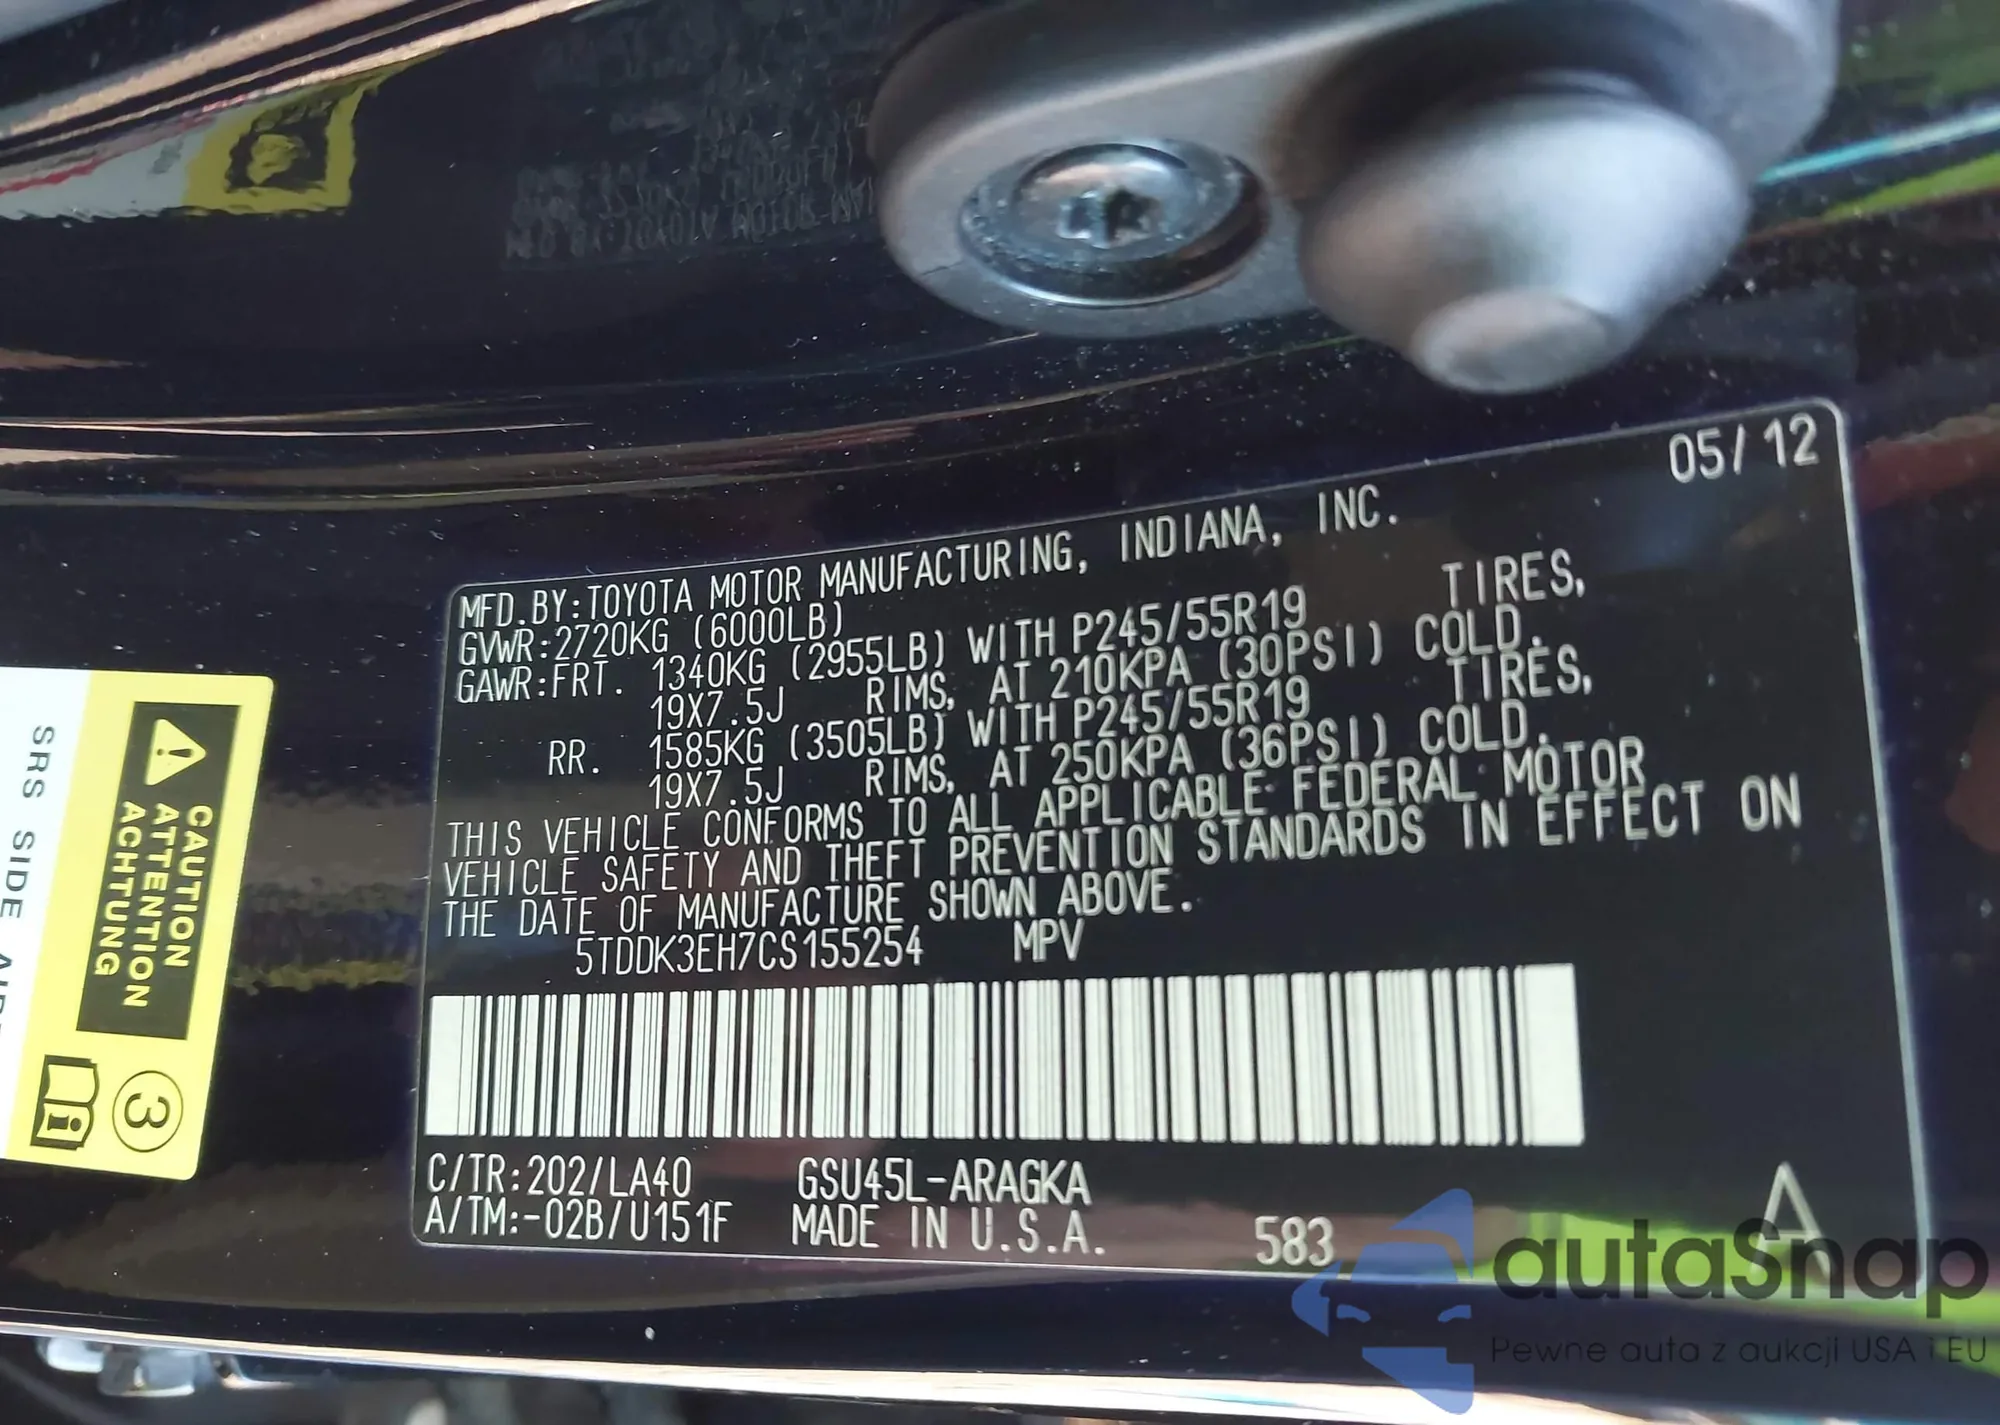 05/12
MFD.BY:TOYOTA MOTOR MANUFACTURING, INDIANA, INC.
GVWR:2720KG (6000LB)
GAWR:FRT. 1340KG (2955LB) WITH P245/55R19 TIRES,
19X7.5J RIMS, AT 210KPA (30PSI) COLD.
RR. 1585KG (3505LB) WITH P245/55R19 TIRES,
19X7.5J RIMS, AT 250KPA (36PSI) COLD.
THIS VEHICLE CONFORMS TO ALL APPLICABLE FEDERAL MOTOR
VEHICLE SAFETY AND THEFT PREVENTION STANDARDS IN EFFECT ON
THE DATE OF MANUFACTURE SHOWN ABOVE.
5TDDK3EH7CS155254 MPV
C/TR:202/LA40 GSU45L-ARAGKA
A/TM:-02B/U151F MADE IN U.S.A. 583 A
CAUTION
ATTENTION
ACHTUNG
3
SRS SIDE
autaSnap
Pewne auta z aukcji USA i EU